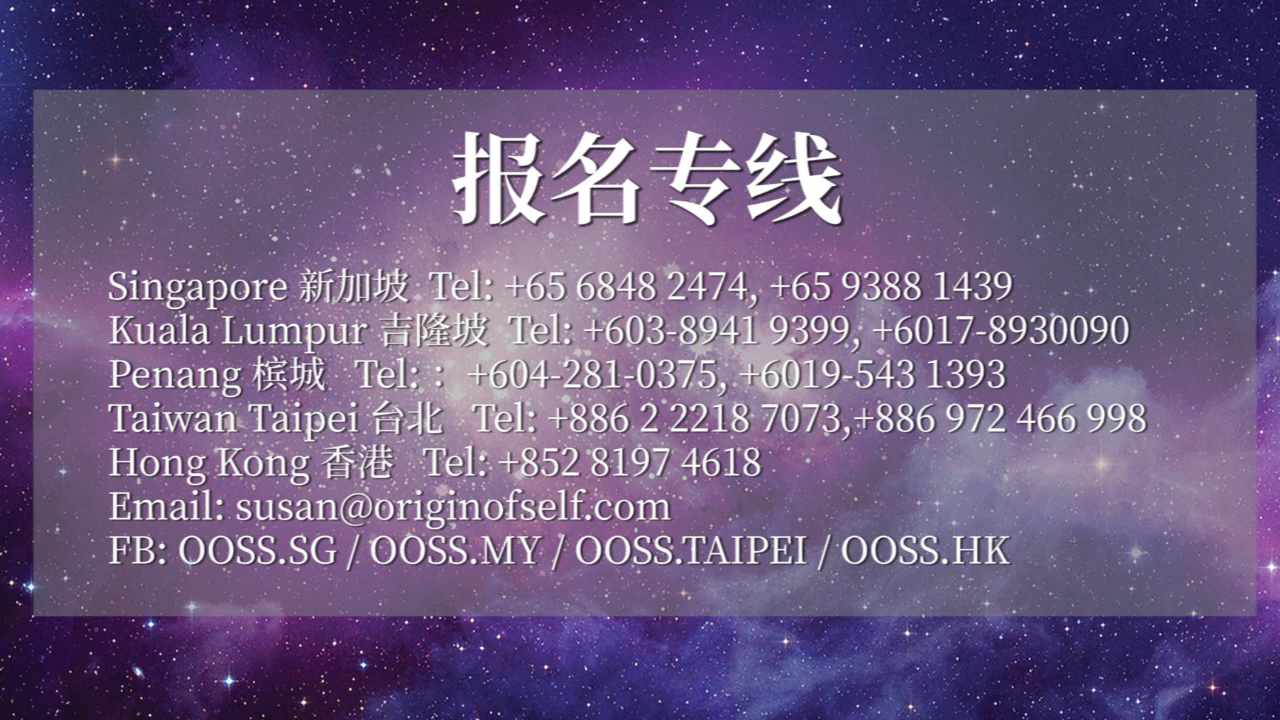 报名专线
Singapore 新加坡 Tel: +65 6848 2474, +65 9388 1439
Kuala Lumpur 吉隆坡 Tel: +603-8941 9399, +6017-8930090
Penang 槟城 Tel: : +604-281-0375, +6019-543 1393
Taiwan Taipei 台北 Tel: +886 2 2218 7073,+886 972 466 998
Hong Kong 香港 Tel: +852 8197 4618
Email: susan@originofself.com
FB: OOSS.SG / OOSS.MY / OOSS.TAIPEI / OOSS.HK